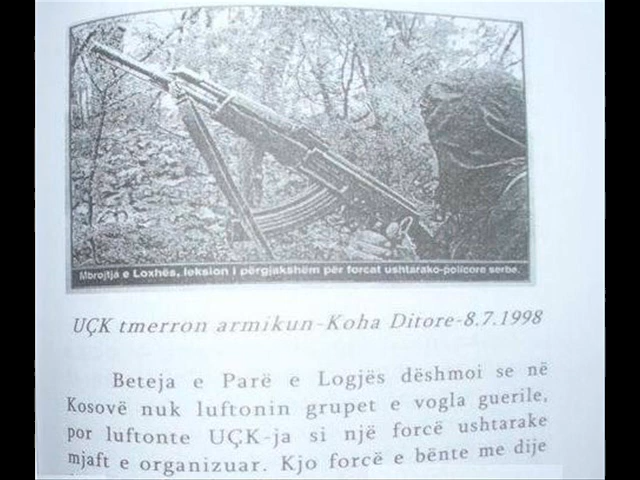 Mbrojtja e Loxhës, leksion i përgjakshëm për forcat ushtarako-policore serbe.
UÇK tmerron armikun-Koha Ditore-8.7.1998
Beteja e Parë e Logjës dëshmoi se në
Kosovë nuk luftonin grupet e vogla guerile,
por luftonte UÇK-ja si një forcë ushtarake
mjaft e organizuar. Kjo forcë e bënte me dije